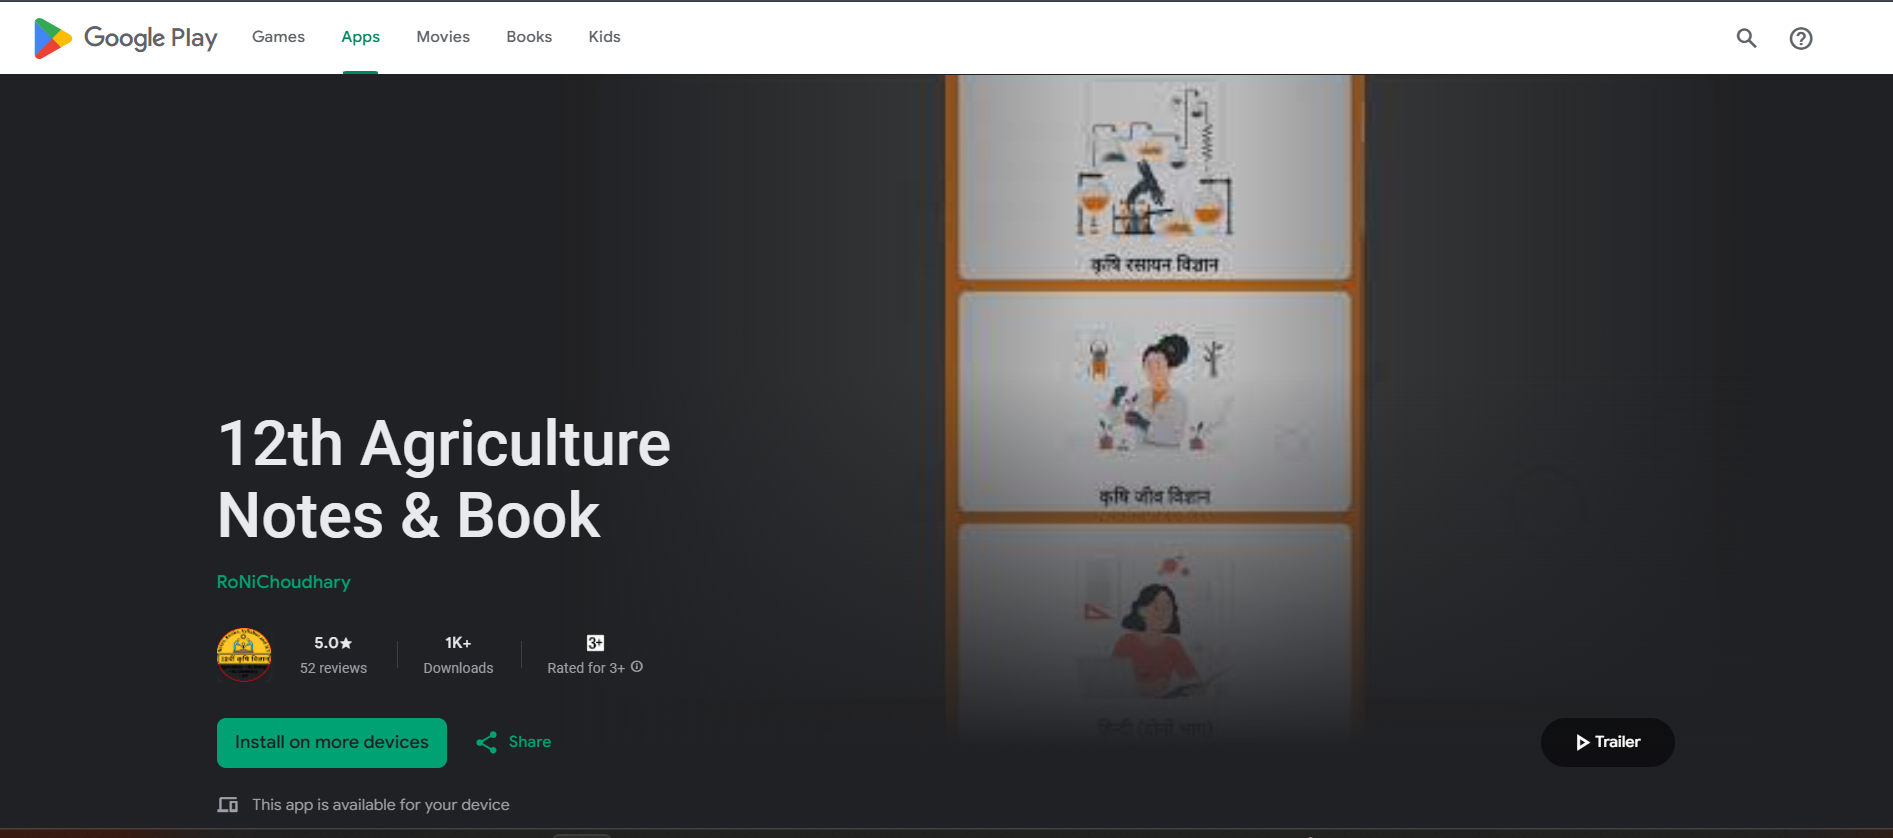 Google Play
Games
Apps
Movies
Books
Kids
कृषि रसायन विज्ञान
कृषि जीव विज्ञान
हिन्दी (दोनों भाग)
12th Agriculture
Notes & Book
RoNiChoudhary
5.0★
52 reviews
1K+
Downloads
3+
Rated for 3+
Install on more devices
Share
Trailer
This app is available for your device